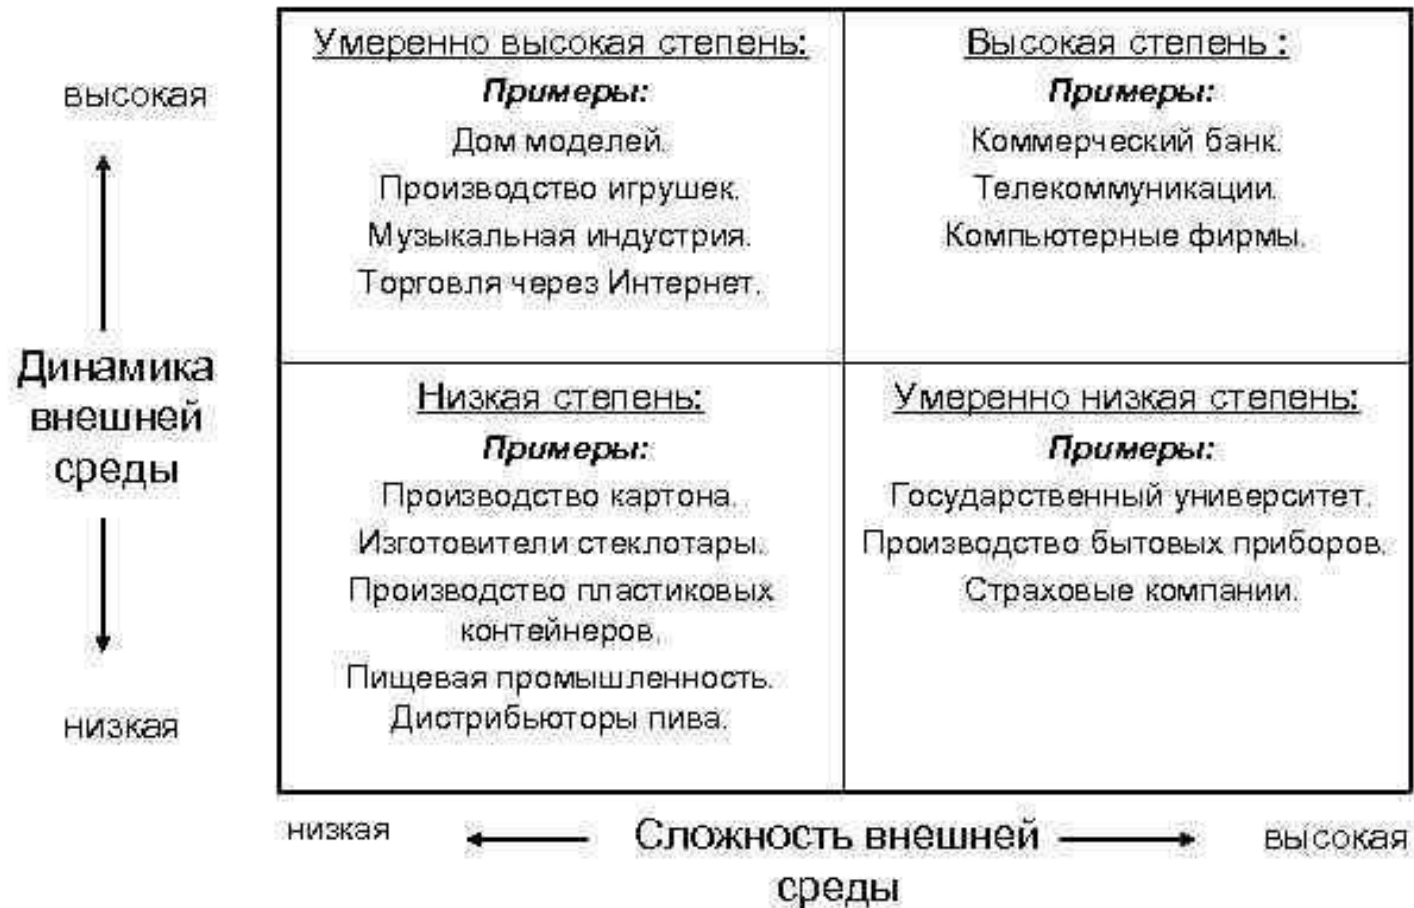 высокая
Динамика
внешней
среды
низкая
Умеренно высокая степень:
Примеры:
Дом моделей.
Производство игрушек.
Музыкальная индустрия.
Торговля через Интернет.
Высокая степень :
Примеры:
Коммерческий банк.
Телекоммуникации.
Компьютерные фирмы.
Низкая степень:
Примеры:
Производство картона.
Изготовители стеклотары.
Производство пластиковых
контейнеров.
Пищевая промышленность.
Дистрибьюторы пива.
Умеренно низкая степень:
Примеры:
Государственный университет.
Производство бытовых приборов.
Страховые компании.
низкая
Сложность внешней
среды
высокая